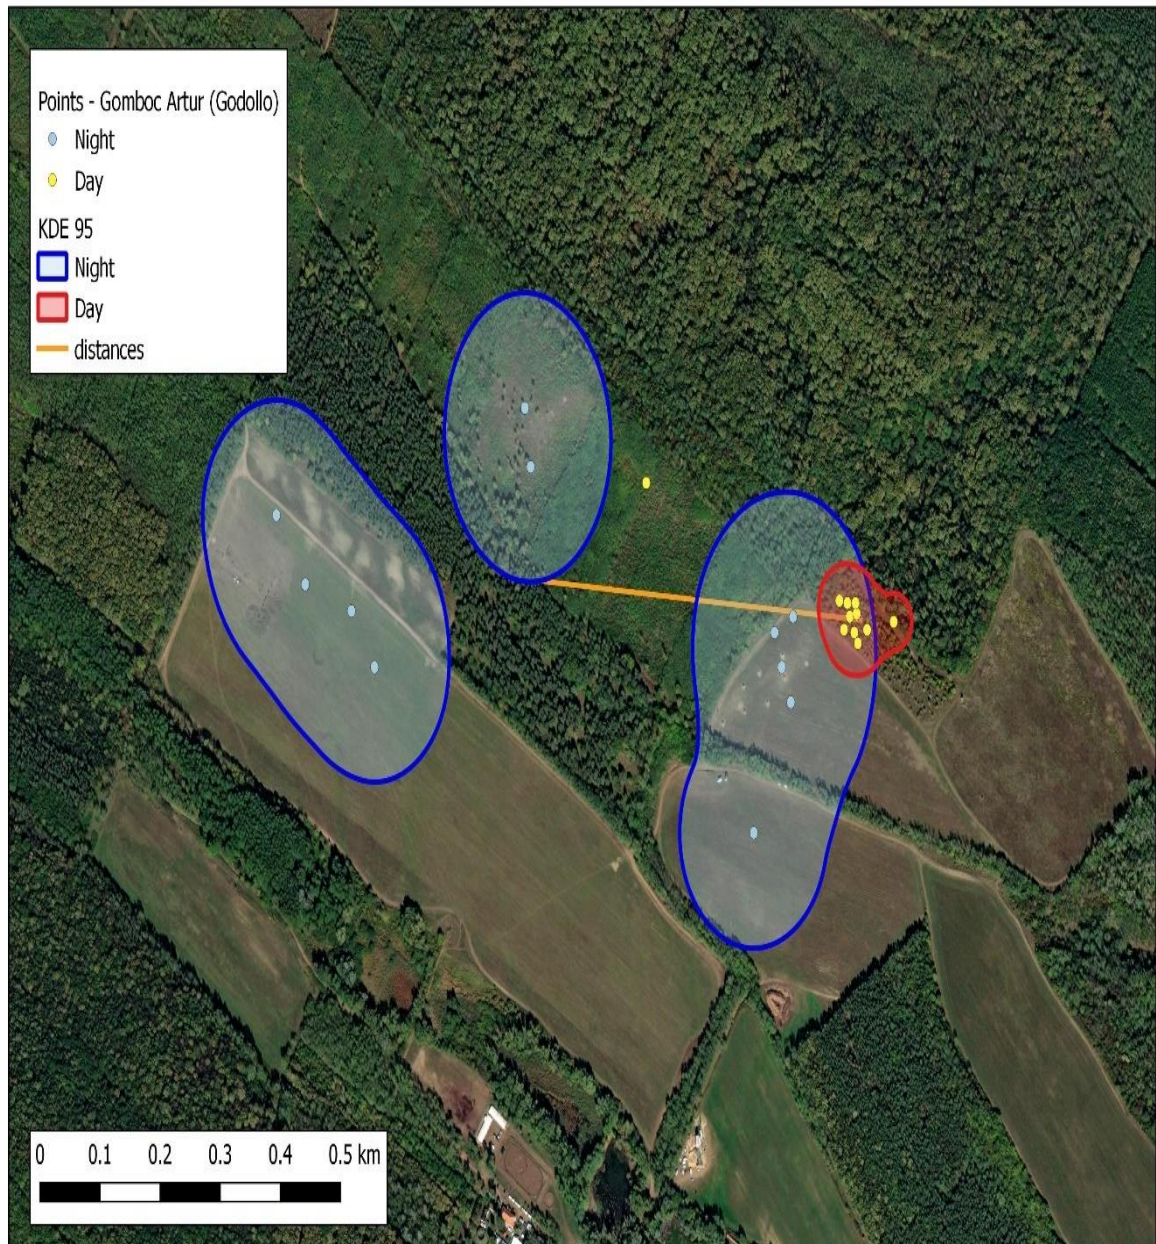 Points - Gomboc Artur (Godollo)
Night
Day
KDE 95
Night
Day
distances
0 0.1 0.2 0.3 0.4 0.5 km